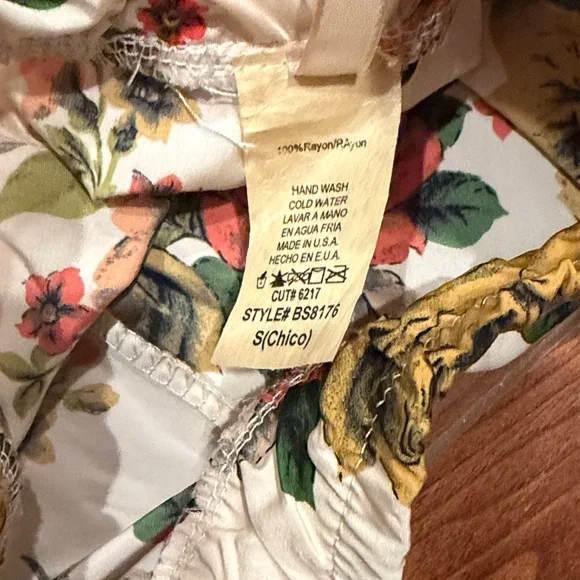 100%Rayon/RAyon
HAND WASH
COLD WATER
LAVAR A MANO
EN AGUA FRIA
MADE IN U.S.A.
HECHO EN E.U.A.
CUT# 6217
STYLE# BS8176
S(Chico)